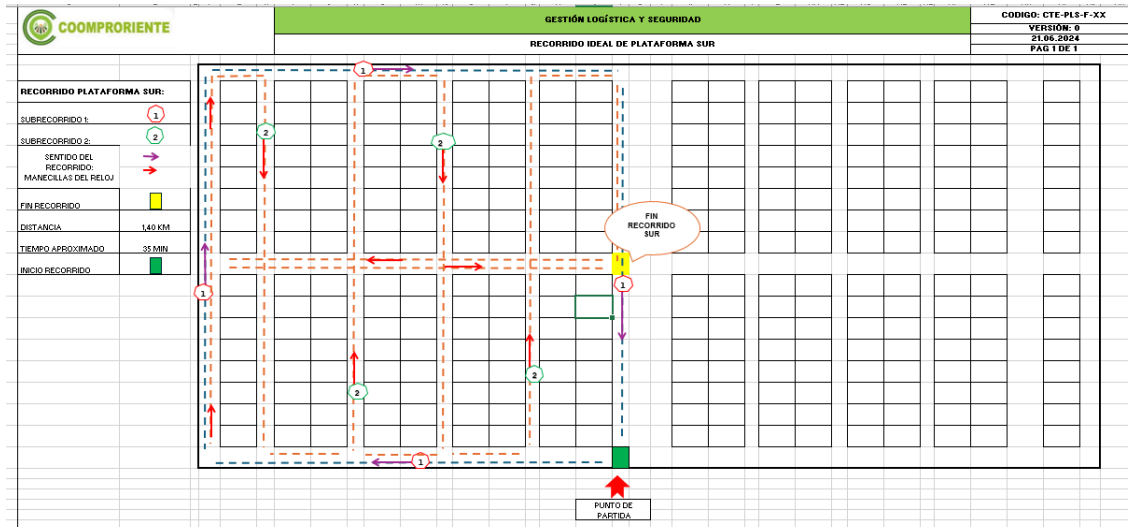 COOMPRORIENTE
GESTIÓN LOGÍSTICA Y SEGURIDAD
RECORRIDO IDEAL DE PLATAFORMA SUR
CODIGO: CTE-PLS-F-XX
VERSIÓN: 0
21.06.2024
PAG 1 DE 1
RECORRIDO PLATAFORMA SUR:
SUBRECORRIDO 1:
1
SUBRECORRIDO 2:
2
SENTIDO DEL
RECORRIDO:
MANECILLAS DEL RELOJ
FIN RECORRIDO
DISTANCIA
1,40 KM
TIEMPO APROXIMADO
35 MIN
INICIO RECORRIDO
1
2
2
FIN
RECORRIDO
SUR
1
1
2
2
1
PUNTO DE
PARTIDA